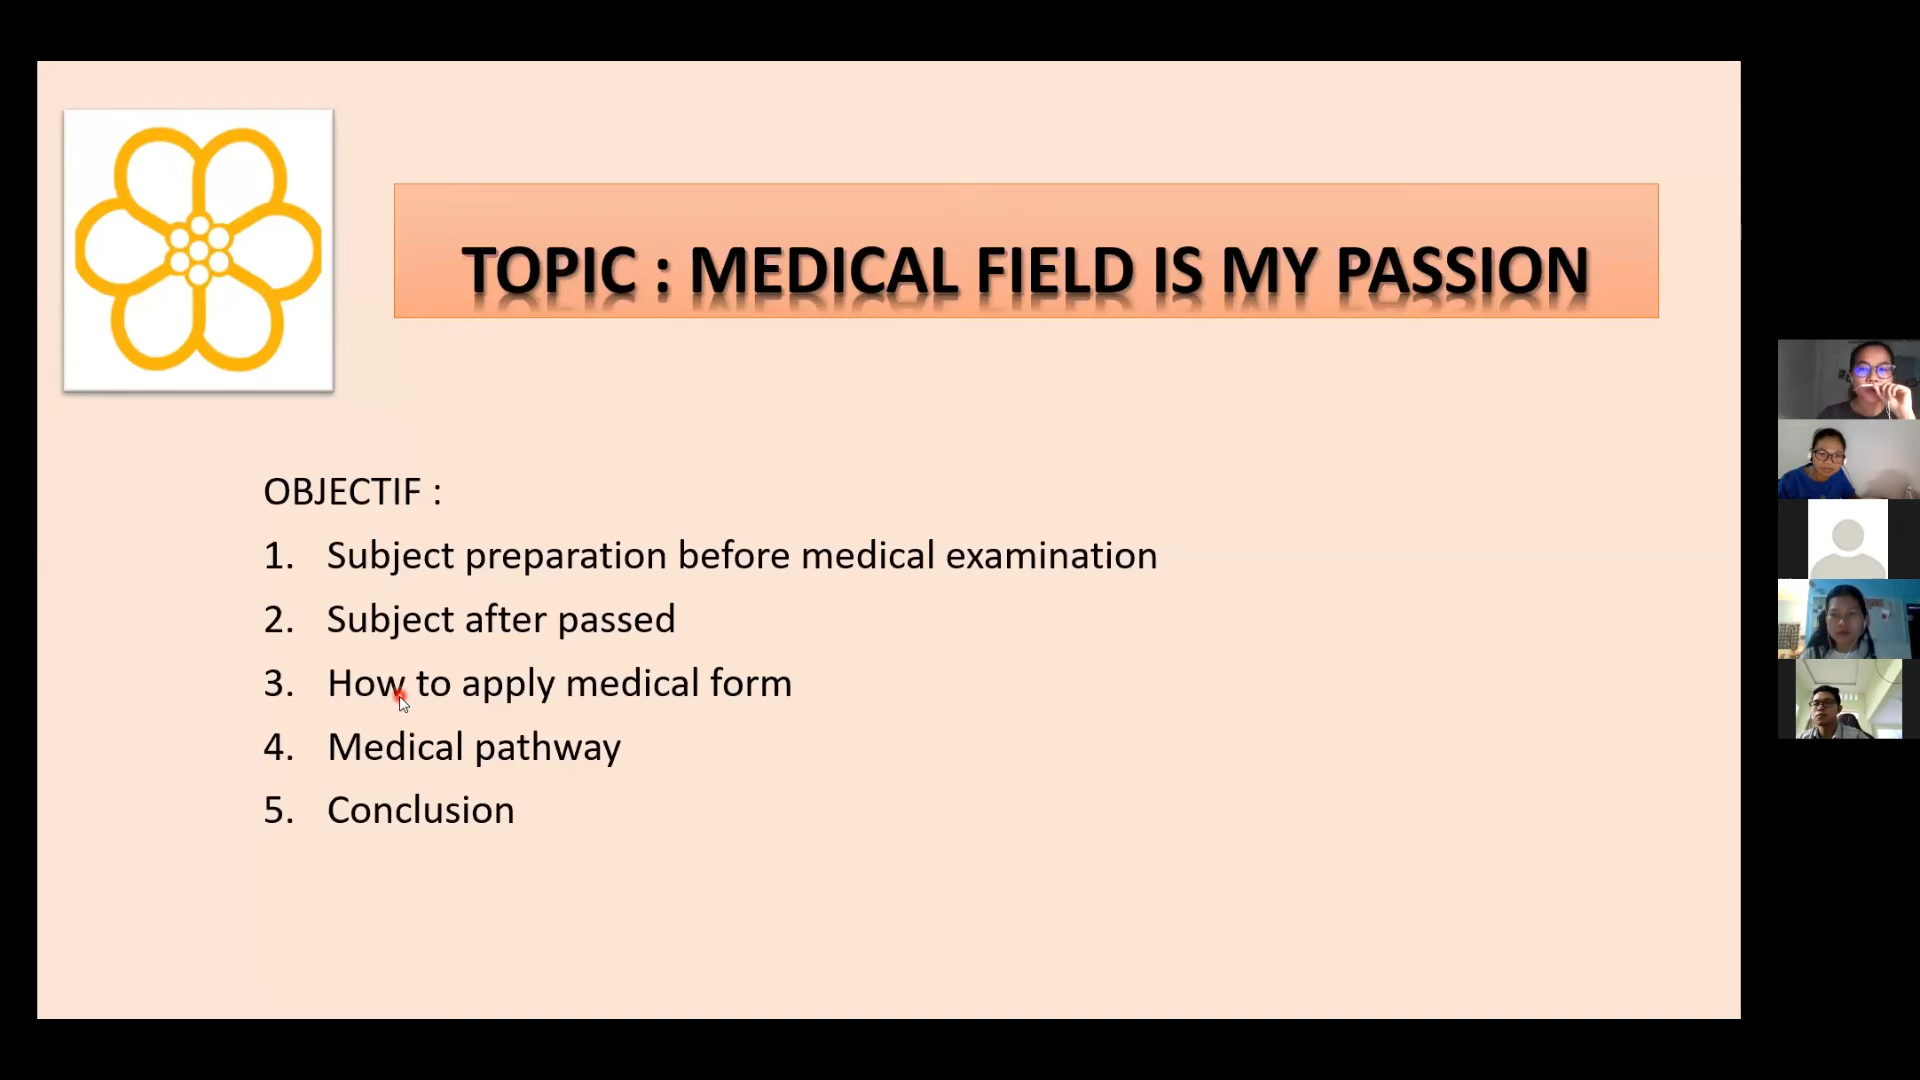 TOPIC : MEDICAL FIELD IS MY PASSION
OBJECTIF :
1. Subject preparation before medical examination
2. Subject after passed
3. How to apply medical form
4. Medical pathway
5. Conclusion